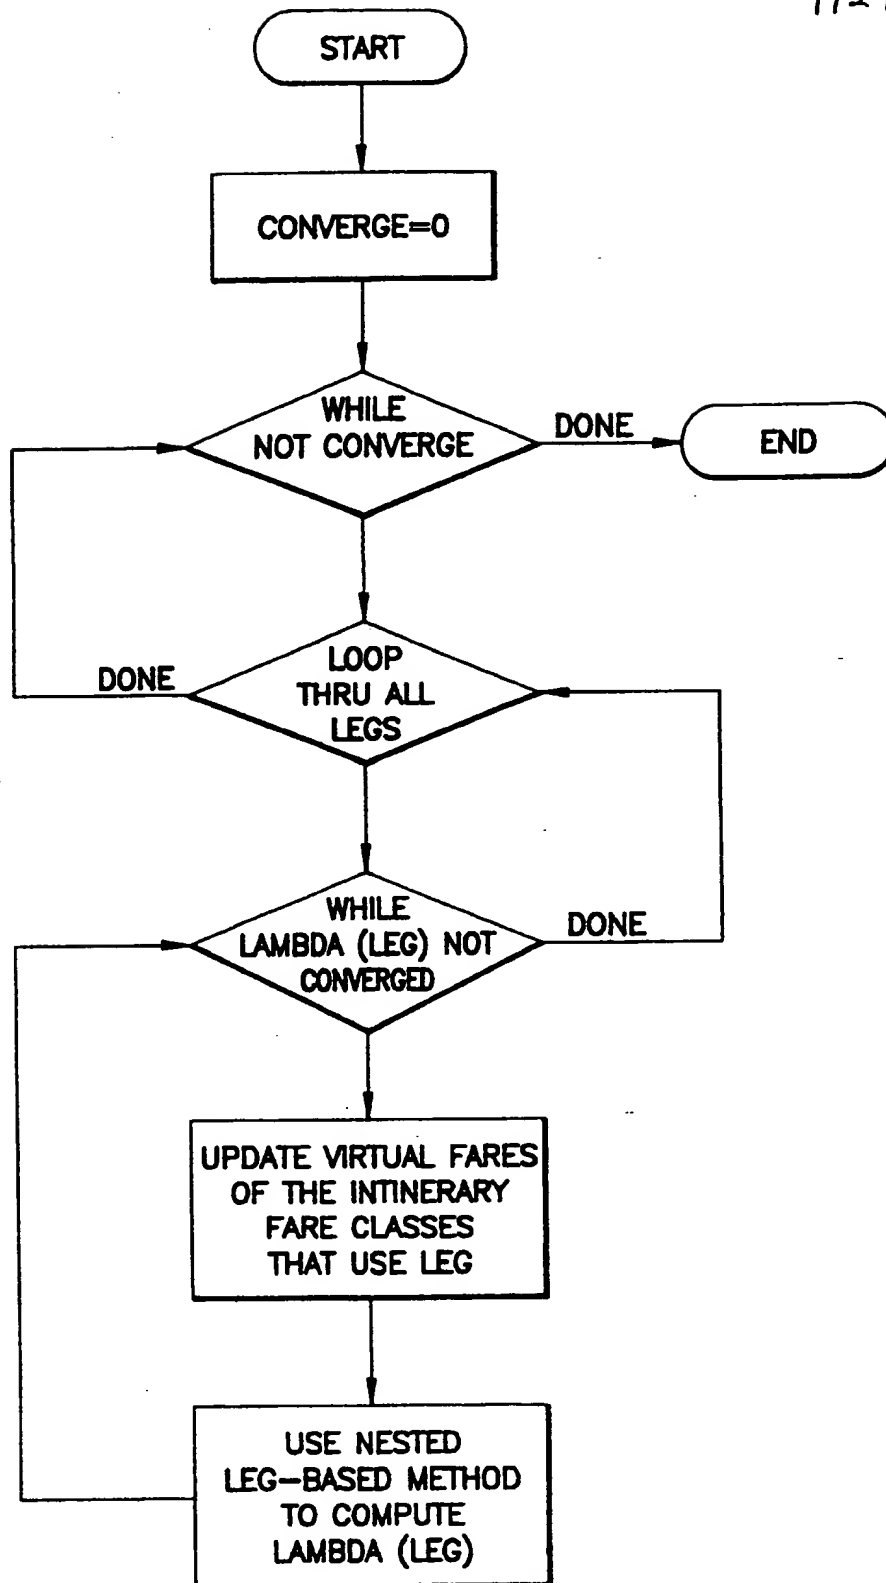 START
CONVERGE=0
WHILE
NOT CONVERGE
DONE
END
LOOP
THRU ALL
LEGS
DONE
WHILE
LAMBDA (LEG) NOT
CONVERGED
DONE
UPDATE VIRTUAL FARES
OF THE INTINERARY
FARE CLASSES
THAT USE LEG
USE NESTED
LEG-BASED METHOD
TO COMPUTE
LAMBDA (LEG)